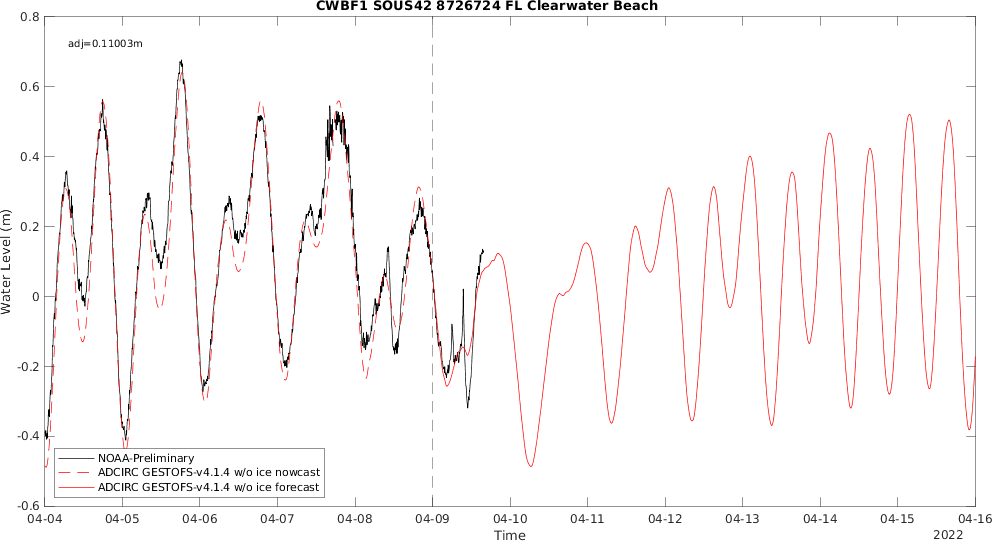 CWBF1 SOUS42 8726724 FL Clearwater Beach
adj=0.11003m
0.8
0.6
0.4
0.2
0
-0.2
-0.4
-0.6
Water Level (m)
NOAA-Preliminary
ADCIRC GESTOFS-v4.1.4 w/o ice nowcast
ADCIRC GESTOFS-v4.1.4 w/o ice forecast
04-04 04-05 04-06 04-07 04-08 04-09 04-10 04-11 04-12 04-13 04-14 04-15 04-16
Time
2022